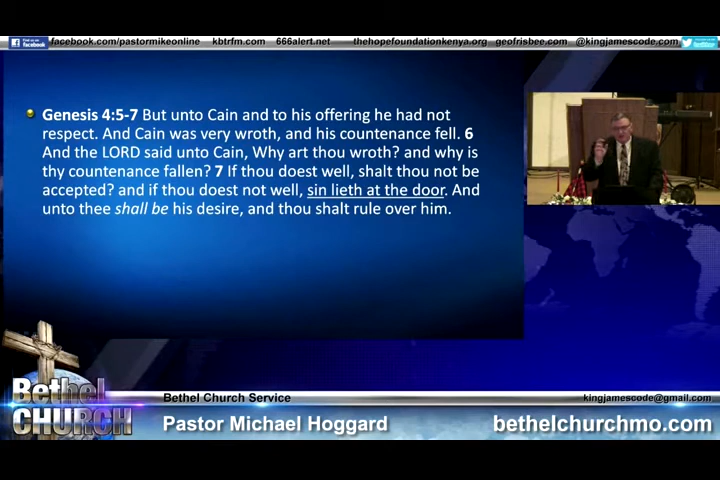 Find us on facebook
facebook.com/pastormikeonline kbtrfm.com 666alert.net thehopefoundationkenya.org geofrisbee.com @kingjamescode.com twitter
Genesis 4:5-7 But unto Cain and to his offering he had not
respect. And Cain was very wroth, and his countenance fell. 6
And the LORD said unto Cain, Why art thou wroth? and why is
thy countenance fallen? 7 If thou doest well, shalt thou not be
accepted? and if thou doest not well, sin lieth at the door. And
unto thee shall be his desire, and thou shalt rule over him.
Bethel
CHURCH
Bethel Church Service
kingjamescode@gmail.com
Pastor Michael Hoggard
bethelchurchmo.com